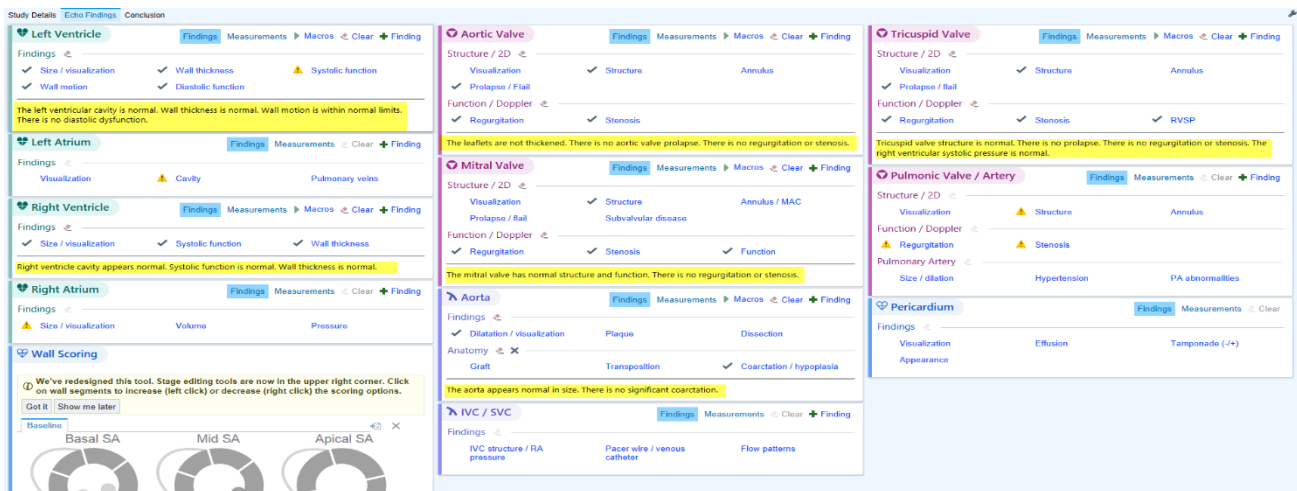 Study Details Echo Findings Conclusion
Left Ventricle Findings Measurements Macros Clear Finding
Findings
Size / visualization Wall thickness Systolic function
Wall motion Diastolic function
The left ventricular cavity is normal. Wall thickness is normal. Wall motion is within normal limits.
There is no diastolic dysfunction.
Left Atrium Findings Measurements Clear Finding
Findings
Visualization Cavity Pulmonary veins
Right Ventricle Findings Measurements Macros Clear Finding
Findings
Size / visualization Systolic function Wall thickness
Right ventricle cavity appears normal. Systolic function is normal. Wall thickness is normal.
Right Atrium Findings Measurements Clear Finding
Findings
Size / visualization Volume Pressure
Wall Scoring
We've redesigned this tool. Stage editing tools are now in the upper right corner. Click
on wall segments to increase (left click) or decrease (right click) the scoring options.
Got it Show me later
Baseline
Basal SA Mid SA Apical SA
Aortic Valve Findings Measurements Macros Clear Finding
Structure / 2D
Visualization Structure Annulus
Prolapse / Flail
Function / Doppler
Regurgitation Stenosis
The leaflets are not thickened. There is no aortic valve prolapse. There is no regurgitation or stenosis.
Mitral Valve Findings Measurements Macros Clear Finding
Structure / 2D
Visualization Structure Annulus / MAC
Prolapse / flail Subvalvular disease
Function / Doppler
Regurgitation Stenosis Function
The mitral valve has normal structure and function. There is no regurgitation or stenosis.
Aorta Findings Measurements Macros Clear Finding
Findings
Dilatation / visualization Plaque Dissection
Anatomy
Graft Transposition Coarctation / hypoplasia
The aorta appears normal in size. There is no significant coarctation.
IVC / SVC Findings Measurements Clear Finding
Findings
IVC structure / RA pressure Pacer wire / venous catheter Flow patterns
Tricuspid Valve Findings Measurements Macros Clear Finding
Structure / 2D
Visualization Structure Annulus
Prolapse / flail
Function / Doppler
Regurgitation Stenosis RVSP
Tricuspid valve structure is normal. There is no prolapse. There is no regurgitation or stenosis. The
right ventricular systolic pressure is normal.
Pulmonic Valve / Artery Findings Measurements Clear Finding
Structure / 2D
Visualization Structure Annulus
Function / Doppler
Regurgitation Stenosis
Pulmonary Artery
Size / dilation Hypertension PA abnormalities
Pericardium Findings Measurements Clear
Findings
Visualization Effusion Tamponade (-/+)
Appearance